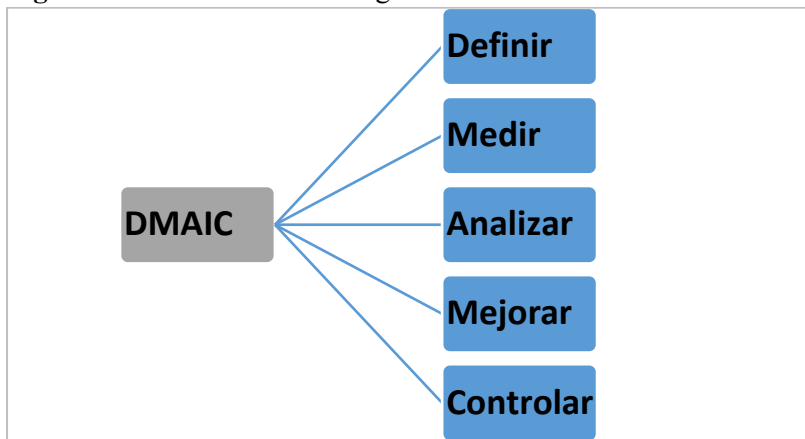 Definir
Medir
DMAIC
Analizar
Mejorar
Controlar